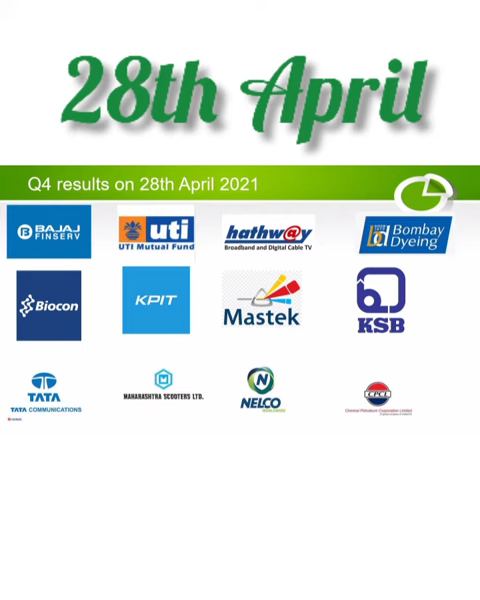 28th April
Q4 results on 28th April 2021
BAJAJ
FINSERV
uti
UTI Mutual Fund
hathw@y
Broadband and Digital Cable TV
Bombay
Dyeing
Biocon
KPIT
Mastek
KSB
TATA
TATA COMMUNICATIONS
MAHARASHTRA SCOOTERS LTD.
NELCO
CPCL
Chennai Petroleum Corporation Limited